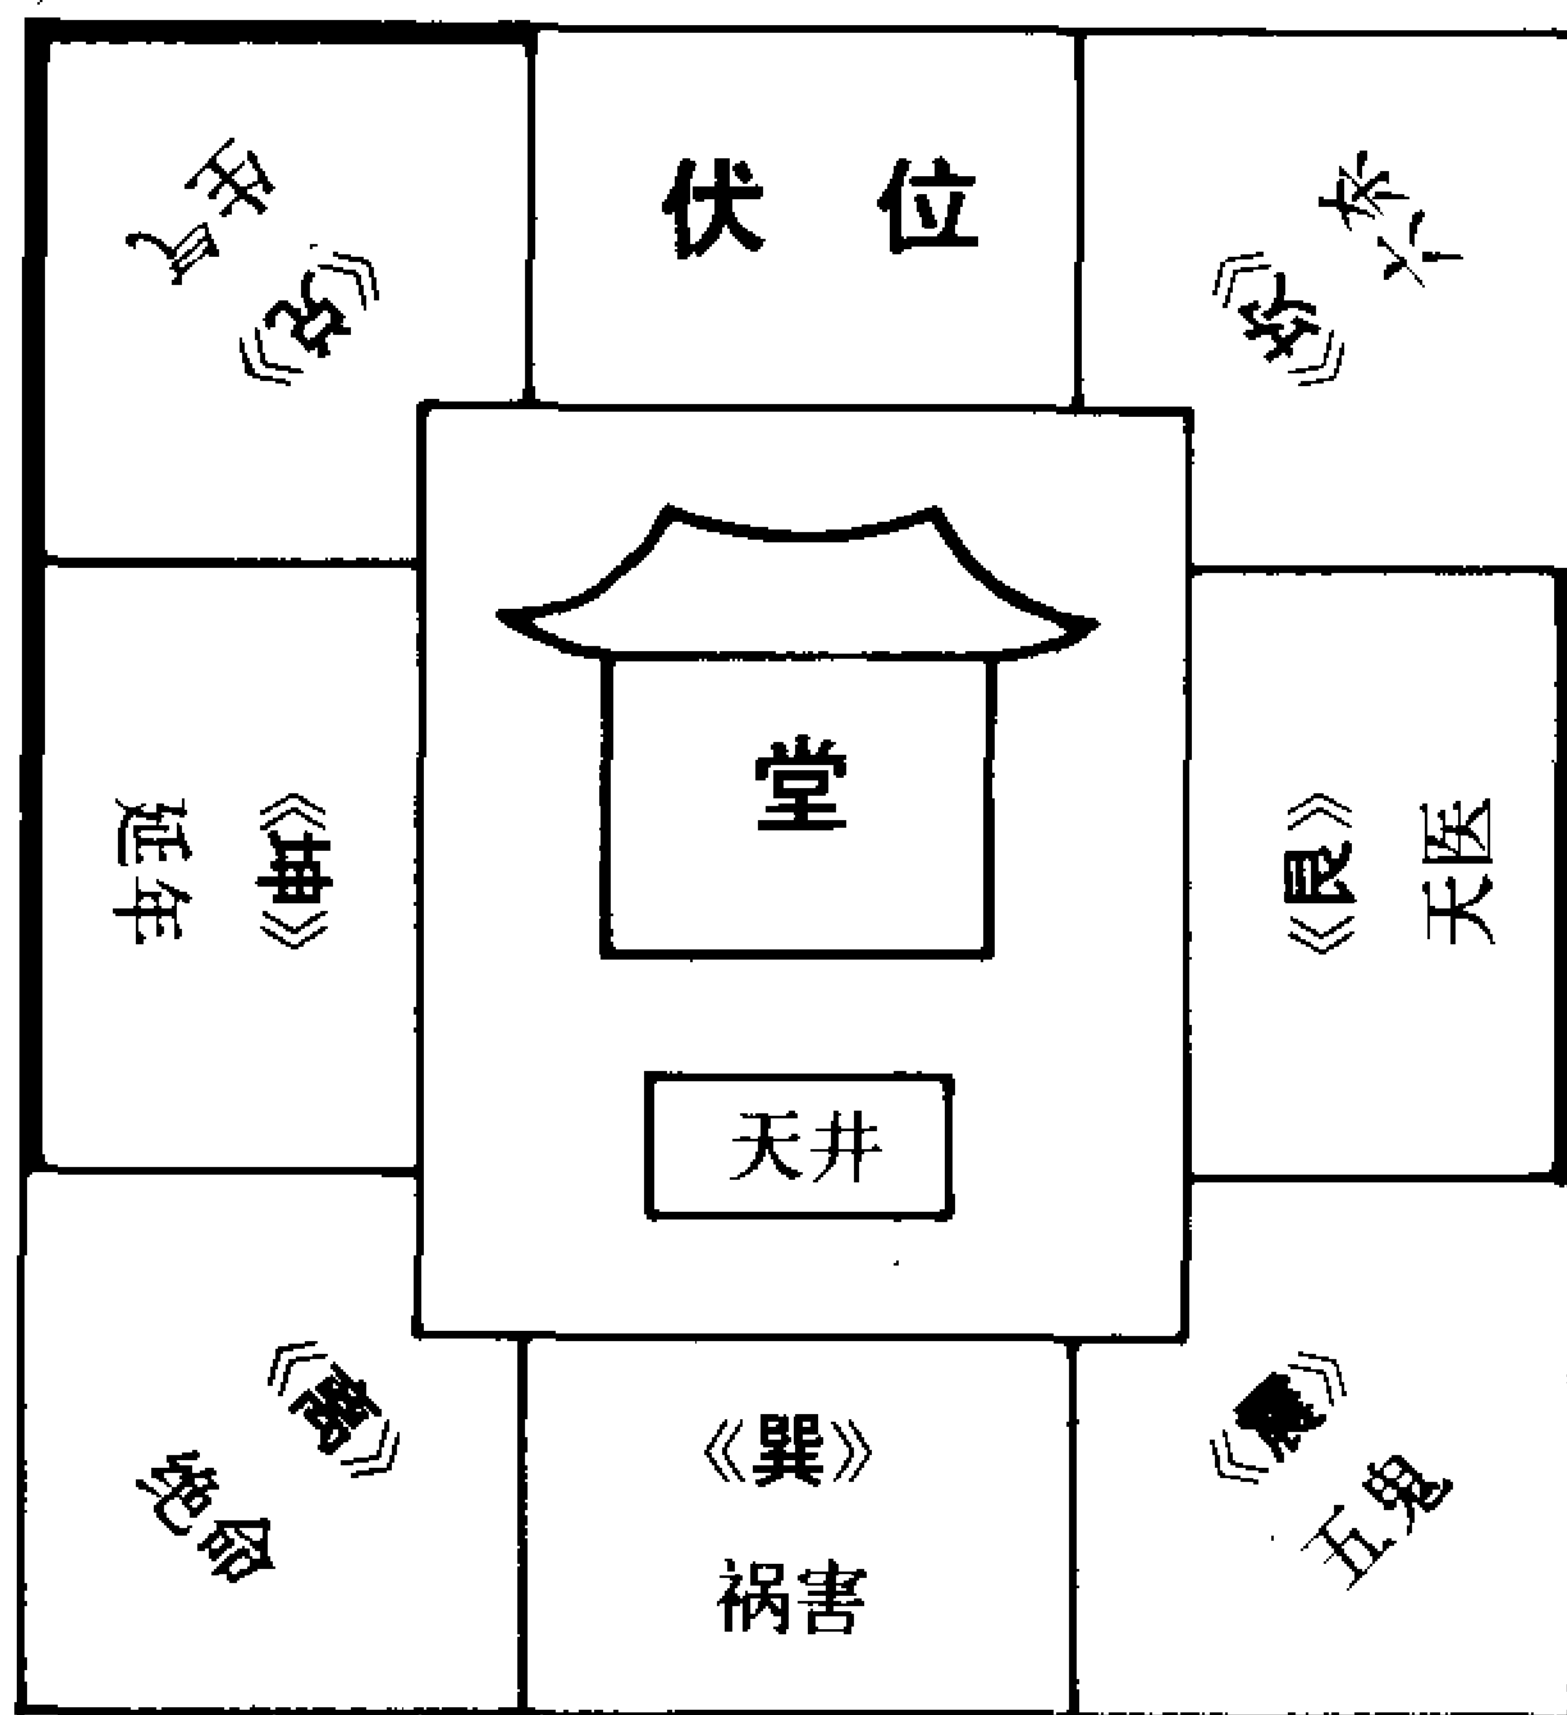 生气
《兑》
伏 位
六煞
《坎》
延年
《坤》
堂
天井
《艮》
天医
《离》
绝命
《巽》
祸害
《震》
五鬼